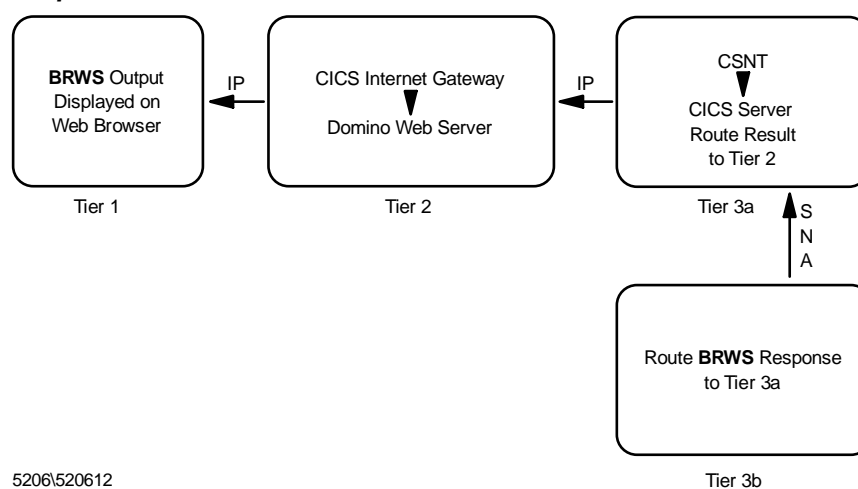 BRWS Output
Displayed on
Web Browser
IP
CICS Internet Gateway
Domino Web Server
IP
CSNT
CICS Server
Route Result
to Tier 2
Tier 1
Tier 2
Tier 3a
S
N
A
Route BRWS Response
to Tier 3a
5206\520612
Tier 3b